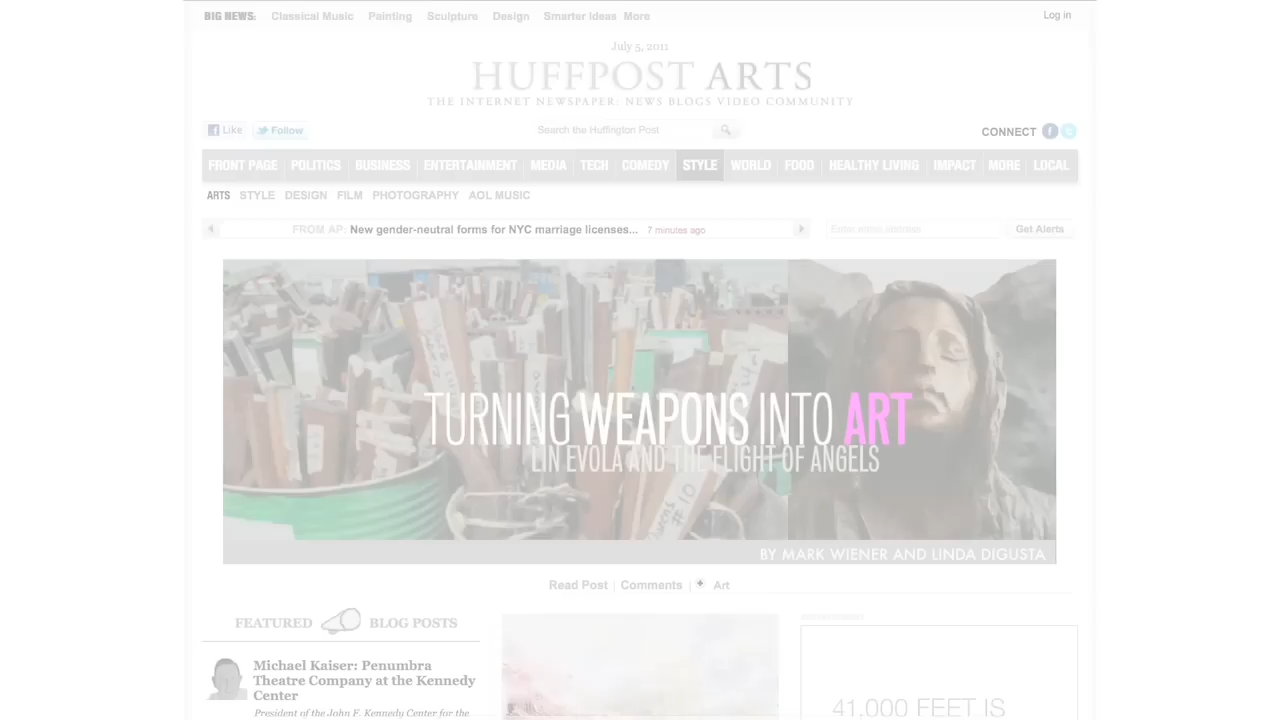 BIG NEWS: Classical Music Painting Sculpture Design Smarter Ideas More Log in
July 5, 2011
HUFFPOST ARTS
THE INTERNET NEWSPAPER: NEWS BLOGS VIDEO COMMUNITY
Like Follow Search the Huffington Post CONNECT
FRONT PAGE POLITICS BUSINESS ENTERTAINMENT MEDIA TECH COMEDY STYLE WORLD FOOD HEALTHY LIVING IMPACT MORE LOCAL
ARTS STYLE DESIGN FILM PHOTOGRAPHY AOL MUSIC
FROM AP: New gender-neutral forms for NYC marriage licenses... 7 minutes ago Enter email address Get Alerts
TURNING WEAPONS INTO ART
LIN EVOLA AND THE FLIGHT OF ANGELS
BY MARK WIENER AND LINDA DIGUSTA
Read Post | Comments | Art
FEATURED BLOG POSTS
Michael Kaiser: Penumbra
Theatre Company at the Kennedy
Center
President of the John F. Kennedy Center for the
41,000 FEET IS